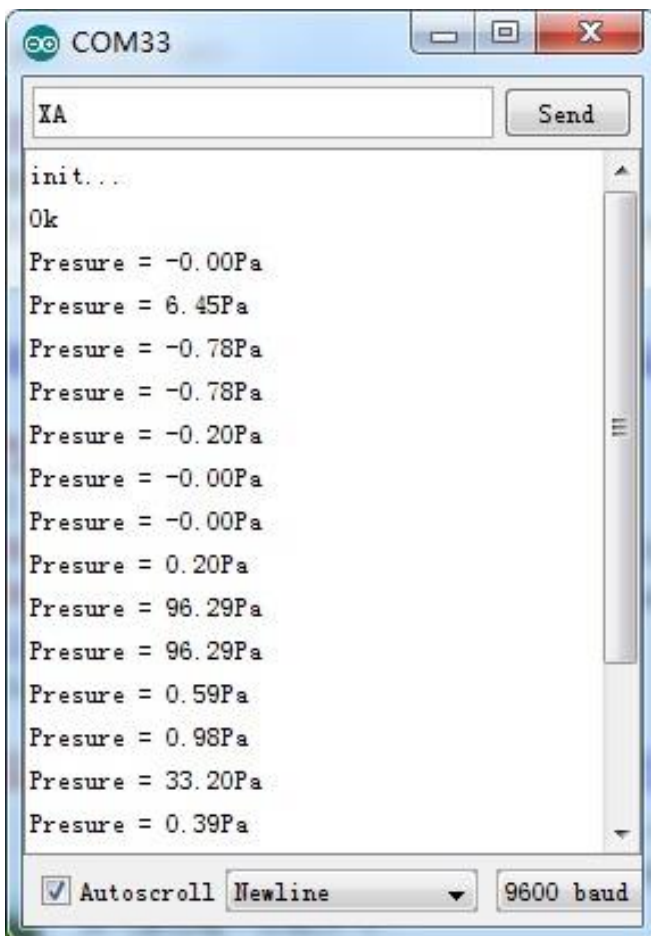 COM33
XA
Send
init...
Ok
Presure = -0.00Pa
Presure = 6.45Pa
Presure = -0.78Pa
Presure = -0.78Pa
Presure = -0.20Pa
Presure = -0.00Pa
Presure = -0.00Pa
Presure = 0.20Pa
Presure = 96.29Pa
Presure = 96.29Pa
Presure = 0.59Pa
Presure = 0.98Pa
Presure = 33.20Pa
Presure = 0.39Pa
Autoscroll Newline 9600 baud